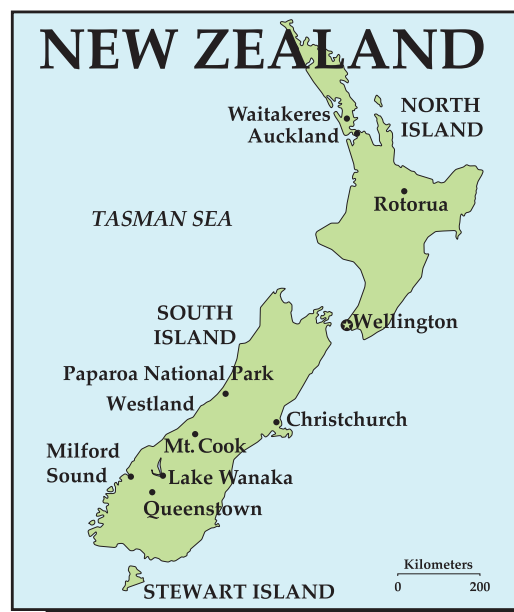 NEW ZEALAND
Waitakeres
Auckland
NORTH
ISLAND
Rotorua
TASMAN SEA
SOUTH
ISLAND
Wellington
Paparoa National Park
Westland
Christchurch
Mt. Cook
Milford
Sound
Lake Wanaka
Queenstown
STEWART ISLAND
Kilometers
0 200